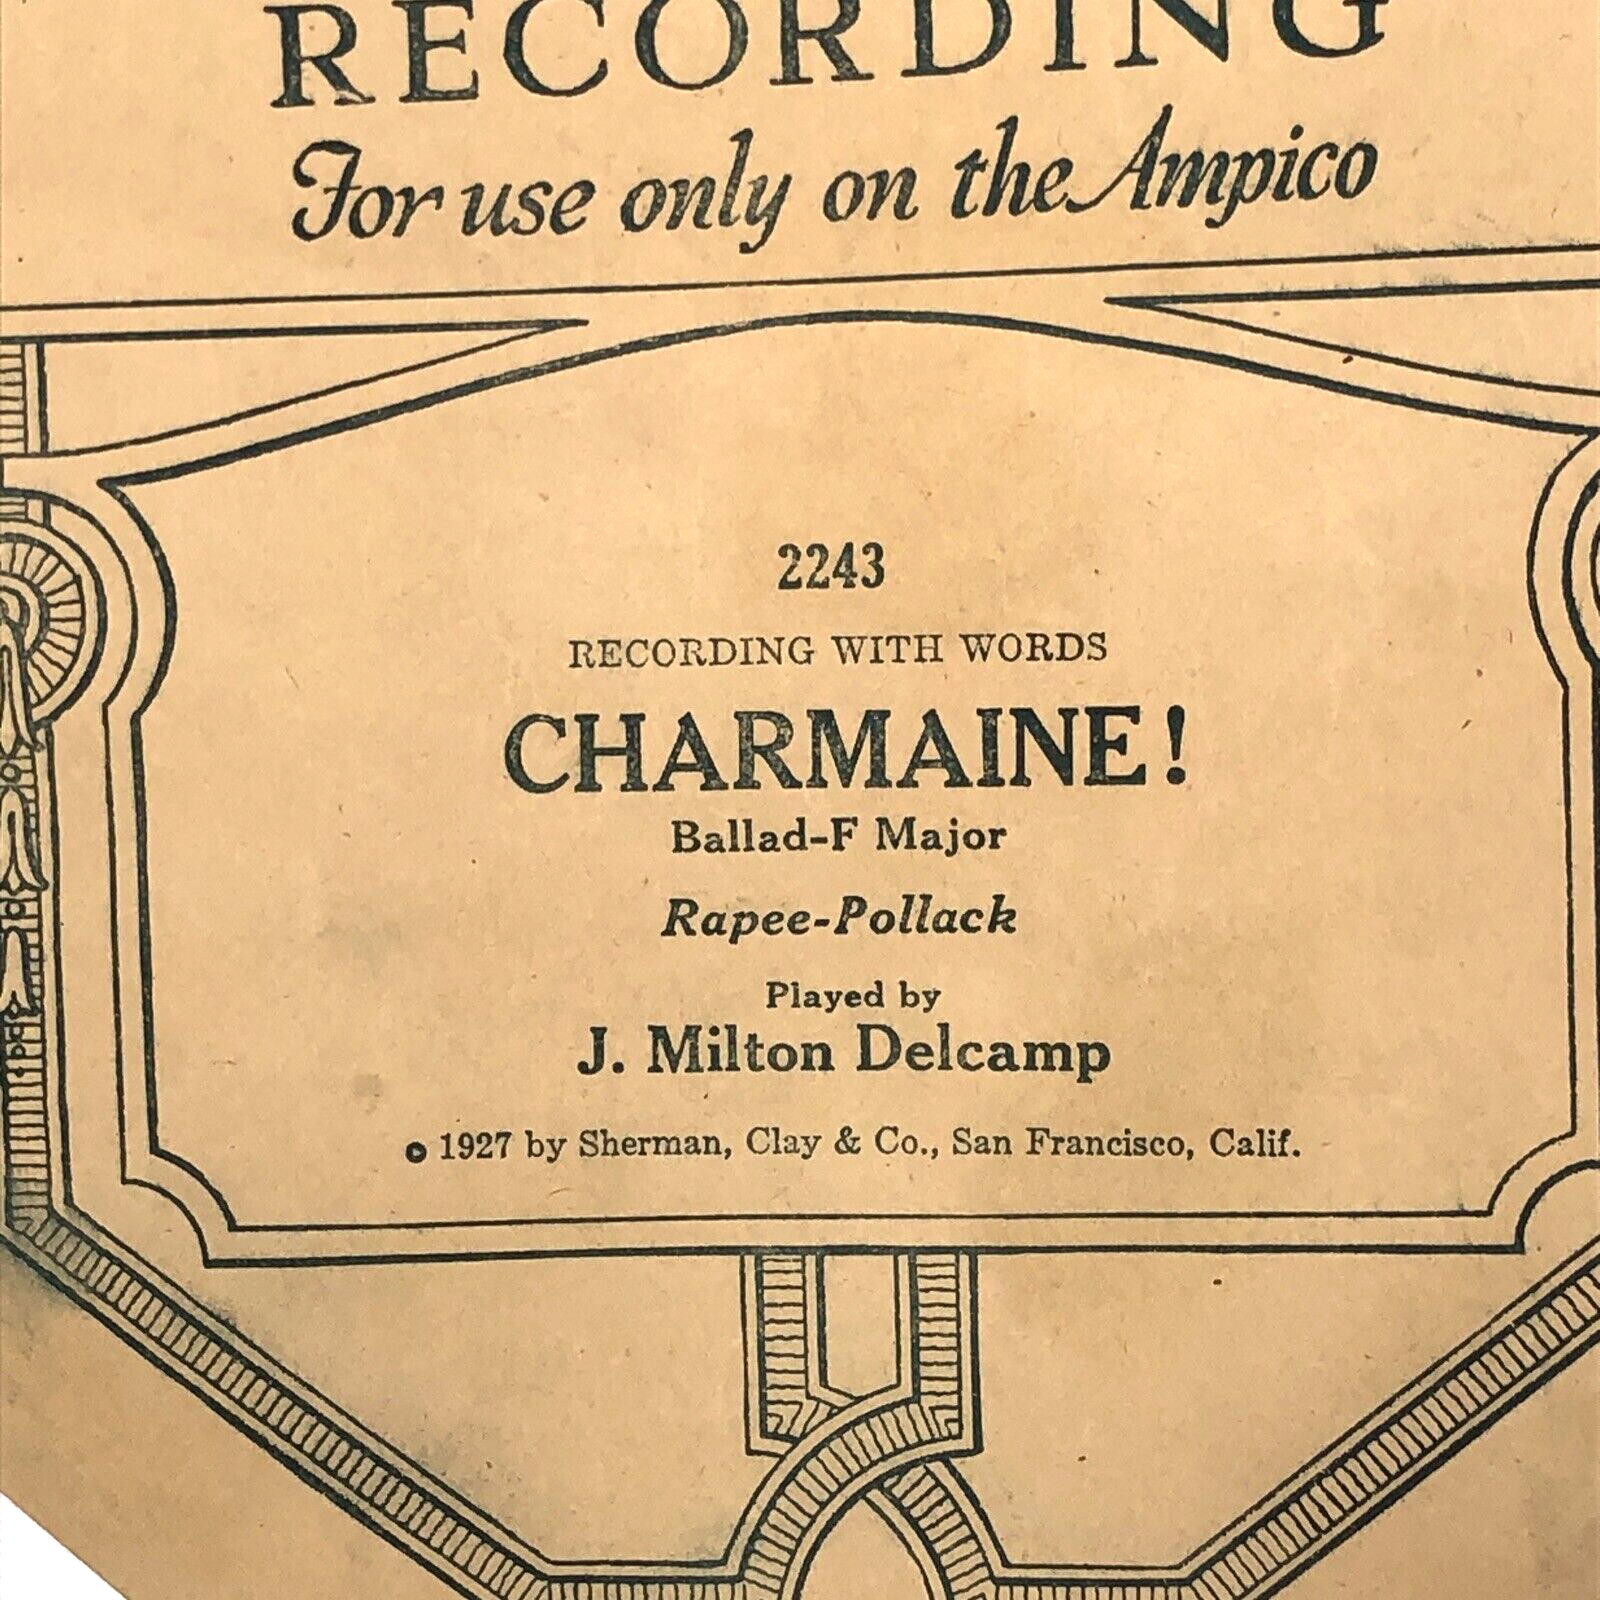 RECORDING
For use only on the Ampico
2243
RECORDING WITH WORDS
CHARMAINE!
Ballad-F Major
Rapee-Pollack
Played by
J. Milton Delcamp
© 1927 by Sherman, Clay & Co., San Francisco, Calif.